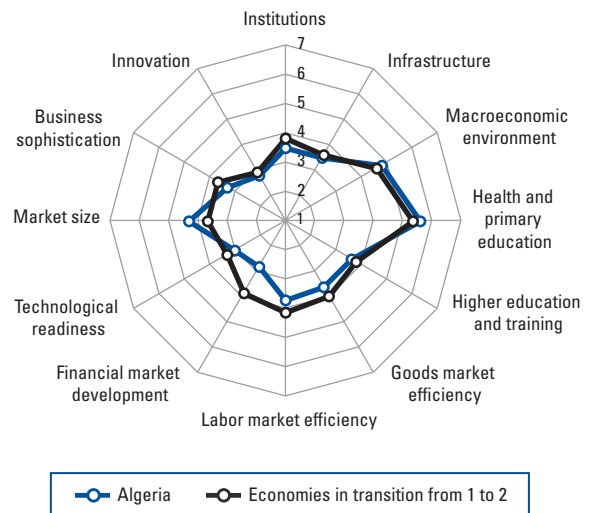 Institutions
7
Innovation
Infrastructure
6
5
Business
sophistication
Macroeconomic
environment
4
3
2
Market size
1
Health and
primary
education
Technological
readiness
Higher education
and training
Financial market
development
Goods market
efficiency
Labor market efficiency
Algeria
Economies in transition from 1 to 2